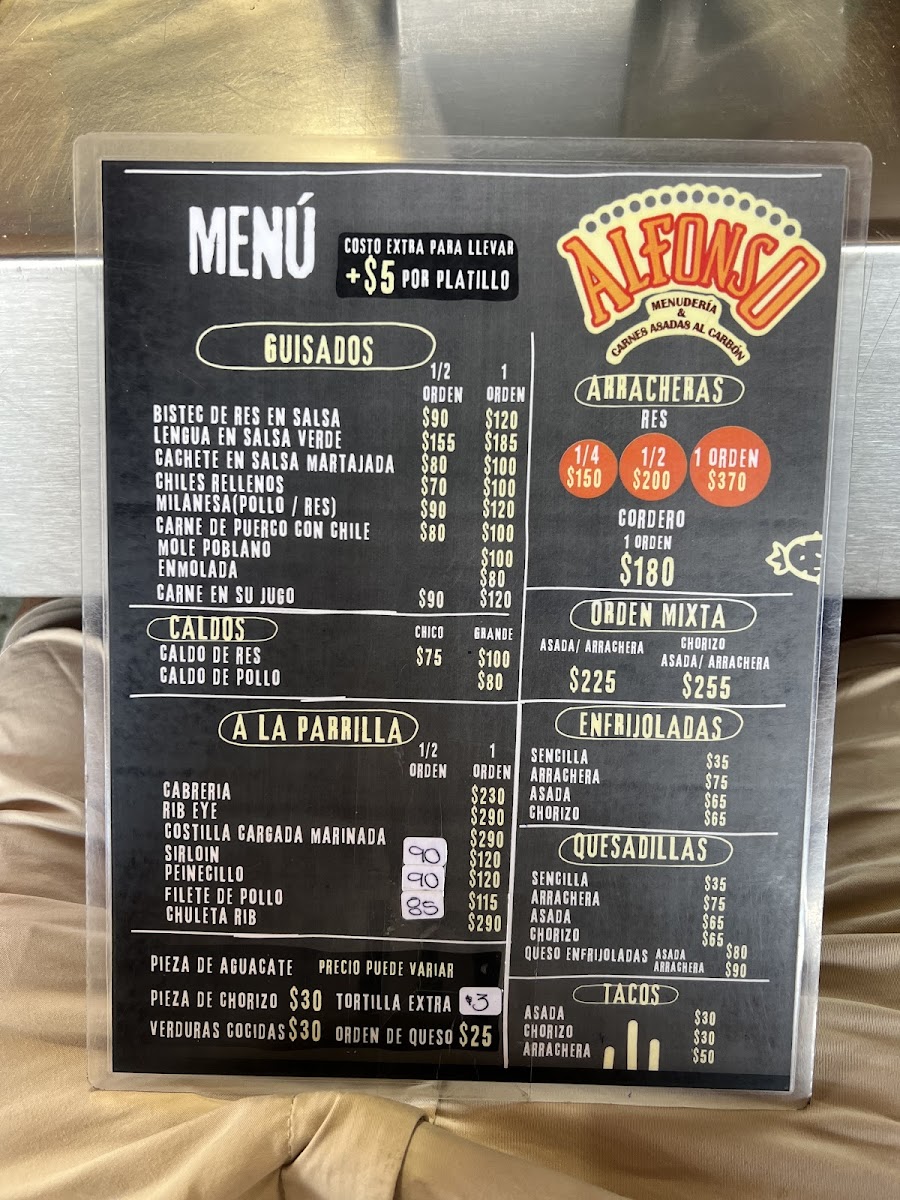 MENÚ
COSTO EXTRA PARA LLEVAR
+$5 POR PLATILLO
ALFONSO
MENUDERÍA
&
CARNES ASADAS AL CARBÓN
GUISADOS
1/2 ORDEN 1 ORDEN
BISTEC DE RES EN SALSA $90 $120
LENGUA EN SALSA VERDE $155 $185
CACHETE EN SALSA MARTAJADA $80 $100
CHILES RELLENOS $70 $100
MILANESA(POLLO / RES) $90 $120
CARNE DE PUERCO CON CHILE $80 $100
MOLE POBLANO $100
ENMOLADA $80
CARNE EN SU JUGO $90 $120
CALDOS CHICO GRANDE
CALDO DE RES $75 $100
CALDO DE POLLO $80
A LA PARRILLA
1/2 ORDEN 1 ORDEN
CABRERIA $230
RIB EYE $290
COSTILLA CARGADA MARINADA $290
SIRLOIN 90 $120
PEINECILLO 90 $120
FILETE DE POLLO 85 $115
CHULETA RIB $290
PIEZA DE AGUACATE PRECIO PUEDE VARIAR
PIEZA DE CHORIZO $30 TORTILLA EXTRA $3
VERDURAS COCIDAS $30 ORDEN DE QUESO $25
ARRACHERAS
RES
1/4 1/2 1 ORDEN
$150 $200 $370
CORDERO
1 ORDEN
$180
ORDEN MIXTA
ASADA/ ARRACHERA CHORIZO ASADA/ ARRACHERA
$225 $255
ENFRIJOLADAS
SENCILLA $35
ARRACHERA $75
ASADA $65
CHORIZO $65
QUESADILLAS
SENCILLA $35
ARRACHERA $75
ASADA $65
CHORIZO $65
QUESO ENFRIJOLADAS ASADA $80
ARRACHERA $90
TACOS
ASADA $30
CHORIZO $30
ARRACHERA $50